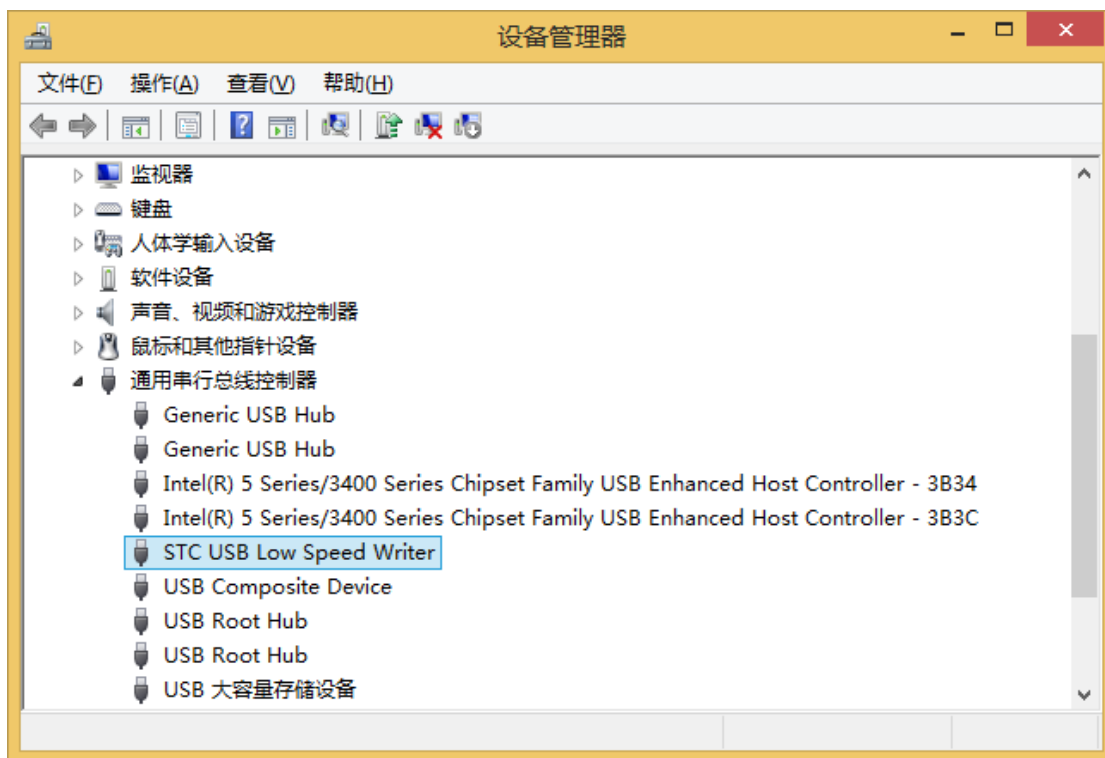 设备管理器
文件(F) 操作(A) 查看(V) 帮助(H)
监视器
键盘
人体学输入设备
软件设备
声音、视频和游戏控制器
鼠标和其他指针设备
通用串行总线控制器
Generic USB Hub
Generic USB Hub
Intel(R) 5 Series/3400 Series Chipset Family USB Enhanced Host Controller - 3B34
Intel(R) 5 Series/3400 Series Chipset Family USB Enhanced Host Controller - 3B3C
STC USB Low Speed Writer
USB Composite Device
USB Root Hub
USB Root Hub
USB 大容量存储设备